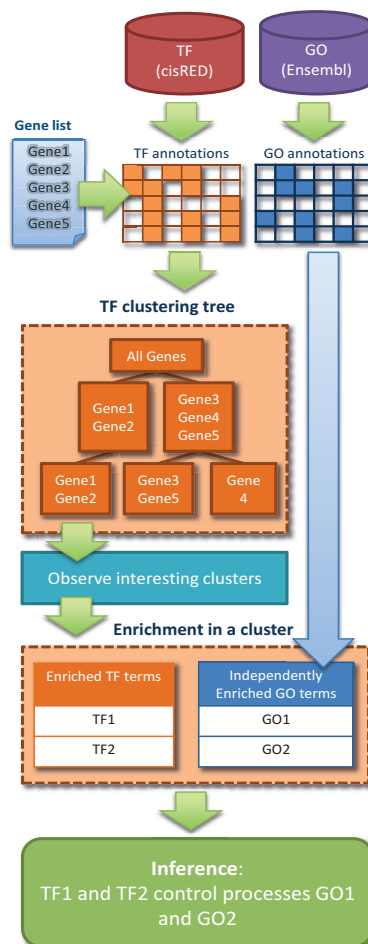 TF
(cisRED)
GO
(Ensembl)
Gene list
Gene1
Gene2
Gene3
Gene4
Gene5
TF annotations
GO annotations
TF clustering tree
All Genes
Gene1
Gene2
Gene3
Gene4
Gene5
Gene1
Gene2
Gene3
Gene5
Gene
4
Observe interesting clusters
Enrichment in a cluster
Enriched TF terms
TF1
TF2
Independently
Enriched GO terms
GO1
GO2
Inference:
TF1 and TF2 control processes GO1
and GO2